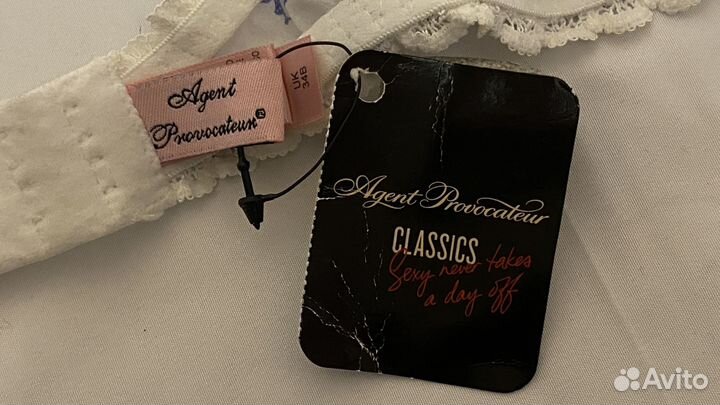 Agent
Provocateur®
UK
34B
Agent Provocateur
CLASSICS
Sexy never takes
a day off
Avito